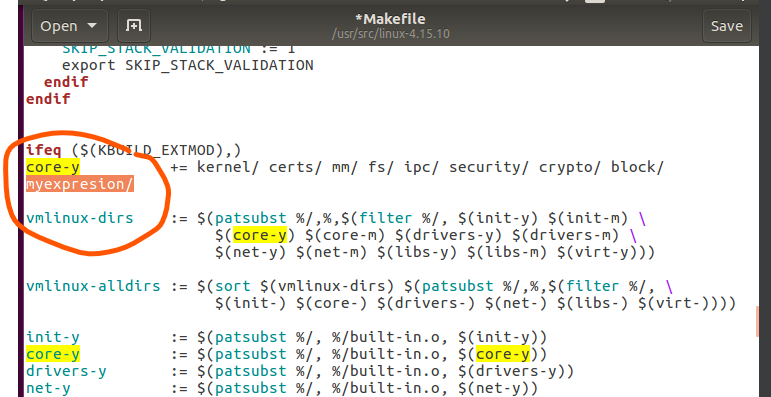 Open
*Makefile
/usr/src/linux-4.15.10
Save
SKIP_STACK_VALIDATION := 1
export SKIP_STACK_VALIDATION
endif
endif
ifeq ($(KBUILD_EXTMOD),)
core-y += kernel/ certs/ mm/ fs/ ipc/ security/ crypto/ block/
myexpresion/
vmlinux-dirs := $(patsubst %/,%,$(filter %/, $(init-y) $(init-m) \
$(core-y) $(core-m) $(drivers-y) $(drivers-m) \
$(net-y) $(net-m) $(libs-y) $(libs-m) $(virt-y)))
vmlinux-alldirs := $(sort $(vmlinux-dirs) $(patsubst %/,%,$(filter %/, \
$(init-) $(core-) $(drivers-) $(net-) $(libs-) $(virt-))))
init-y := $(patsubst %/, %/built-in.o, $(init-y))
core-y := $(patsubst %/, %/built-in.o, $(core-y))
drivers-y := $(patsubst %/, %/built-in.o, $(drivers-y))
net-y := $(patsubst %/, %/built-in.o, $(net-y))